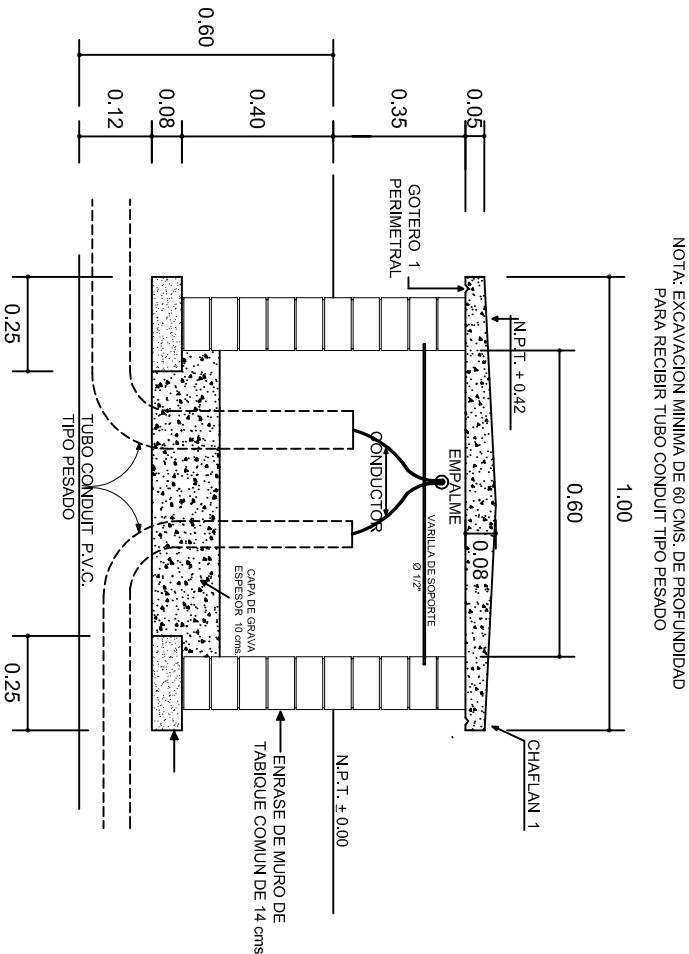 NOTA: EXCAVACION MINIMA DE 60 CMS. DE PROFUNDIDAD
PARA RECIBIR TUBO CONDUIT TIPO PESADO
1.00
0.60
CHAFLAN 1
N.P.T. + 0.42
0.08
GOTERO 1
PERIMETRAL
EMPALME
VARILLA DE SOPORTE
Ø 1/2"
CONDUCTOR
0.05
0.35
0.60
0.40
0.08
0.12
N.P.T. ± 0.00
CAPA DE GRAVA
ESPESOR 10 cms.
ENRASE DE MURO DE
TABIQUE COMUN DE 14 cms
TUBO CONDUIT P.V.C.
TIPO PESADO
0.25
0.25